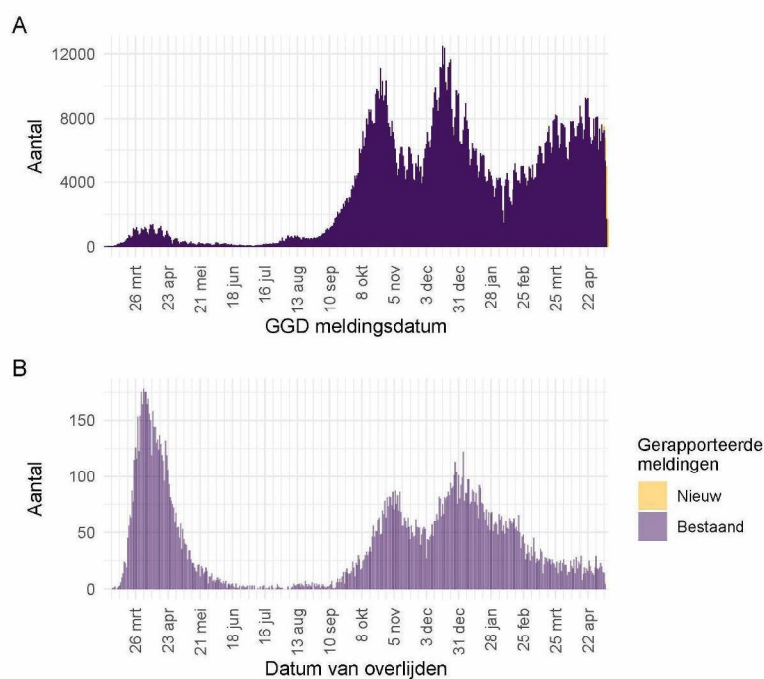 A
12000
8000
4000
0
Aantal
26 mrt
23 apr
21 mei
18 jun
16 jul
13 aug
10 sep
8 okt
5 nov
3 dec
31 dec
28 jan
25 feb
25 mrt
22 apr
GGD meldingsdatum
B
150
100
50
0
Aantal
26 mrt
23 apr
21 mei
18 jun
16 jul
13 aug
10 sep
8 okt
5 nov
3 dec
31 dec
28 jan
25 feb
25 mrt
22 apr
Datum van overlijden
Gerapporteerde
meldingen
Nieuw
Bestaand